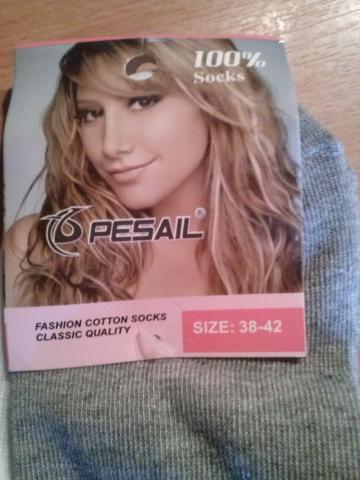 100%
Socks
PESAIL®
FASHION COTTON SOCKS
CLASSIC QUALITY
SIZE: 38-42